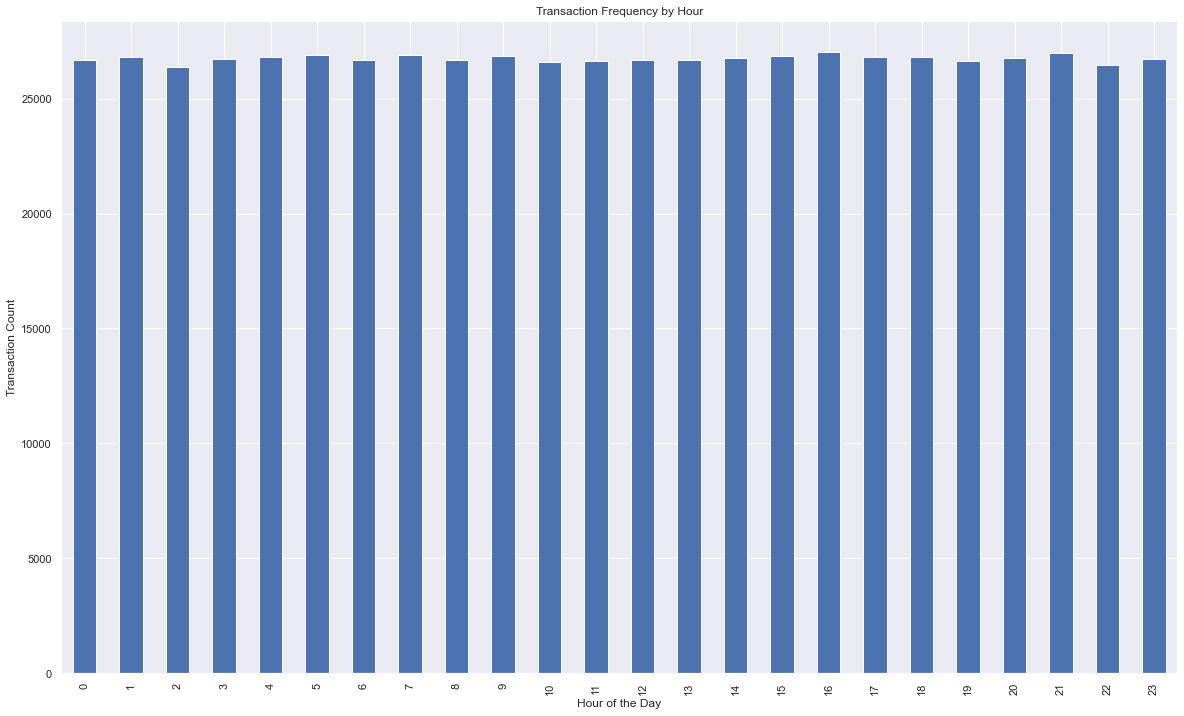 Transaction Frequency by Hour
Transaction Count
25000
20000
15000
10000
5000
0
0 1 2 3 4 5 6 7 8 9 10 11 12 13 14 15 16 17 18 19 20 21 22 23
Hour of the Day